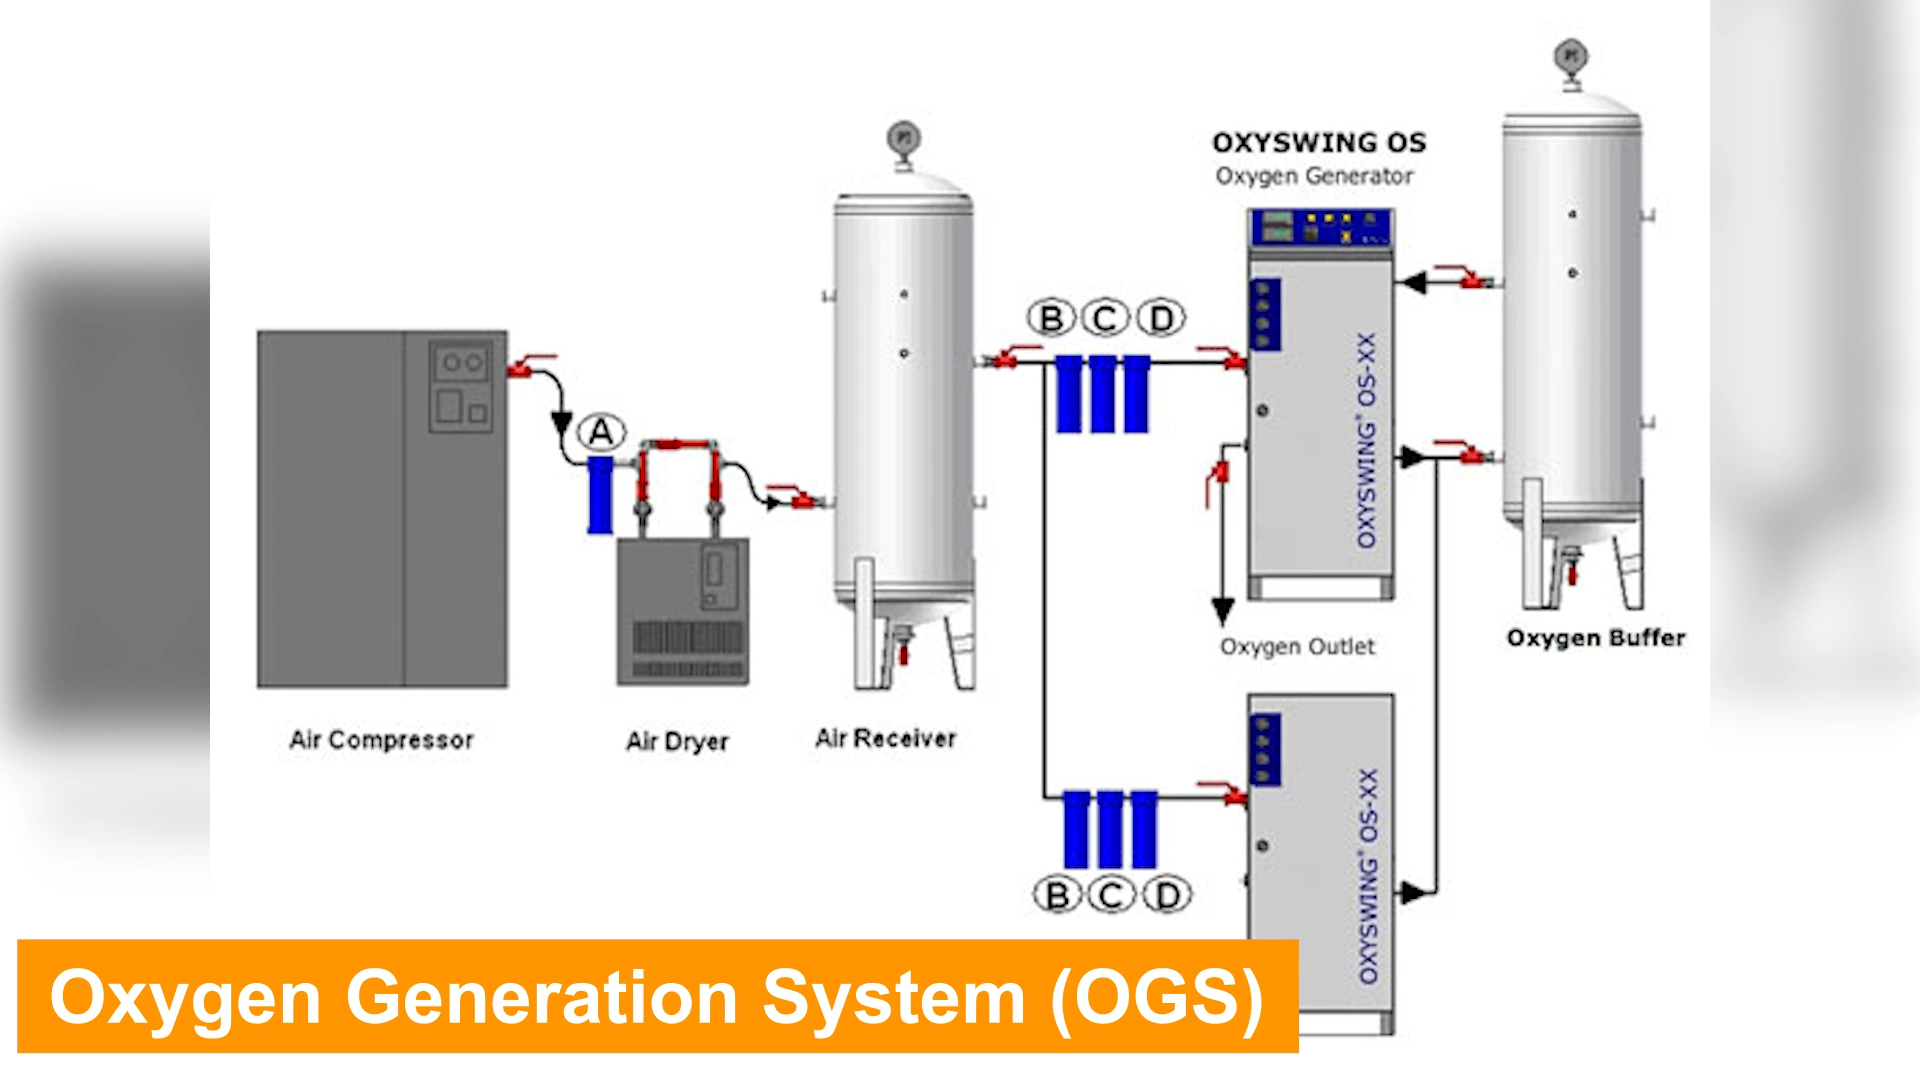 OXYSWING OS
Oxygen Generator
A
B C D
OXYSWING® OS-XX
Oxygen Outlet
Oxygen Buffer
Air Compressor
Air Dryer
Air Receiver
B C D
OXYSWING® OS-XX
Oxygen Generation System (OGS)